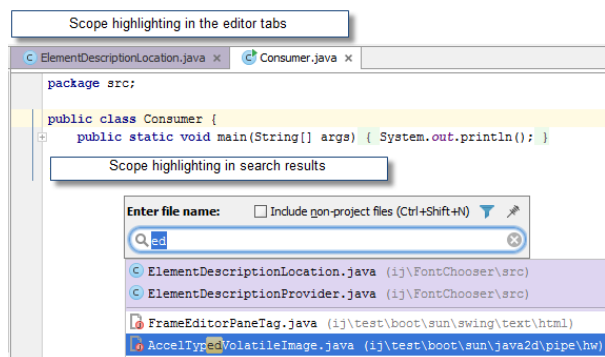 Scope highlighting in the editor tabs
ElementDescriptionLocation.java × Consumer.java ×
package src;
public class Consumer {
public static void main(String[] args) { System.out.println(); }
Scope highlighting in search results
Enter file name: Include non-project files (Ctrl+Shift+N)
ed
ElementDescriptionLocation.java (ij\FontChooser\src)
ElementDescriptionProvider.java (ij\FontChooser\src)
FrameEditorPaneTag.java (ij\test\boot\sun\swing\text\html)
AccelTypedVolatileImage.java (ij\test\boot\sun\java2d\pipe\hw)